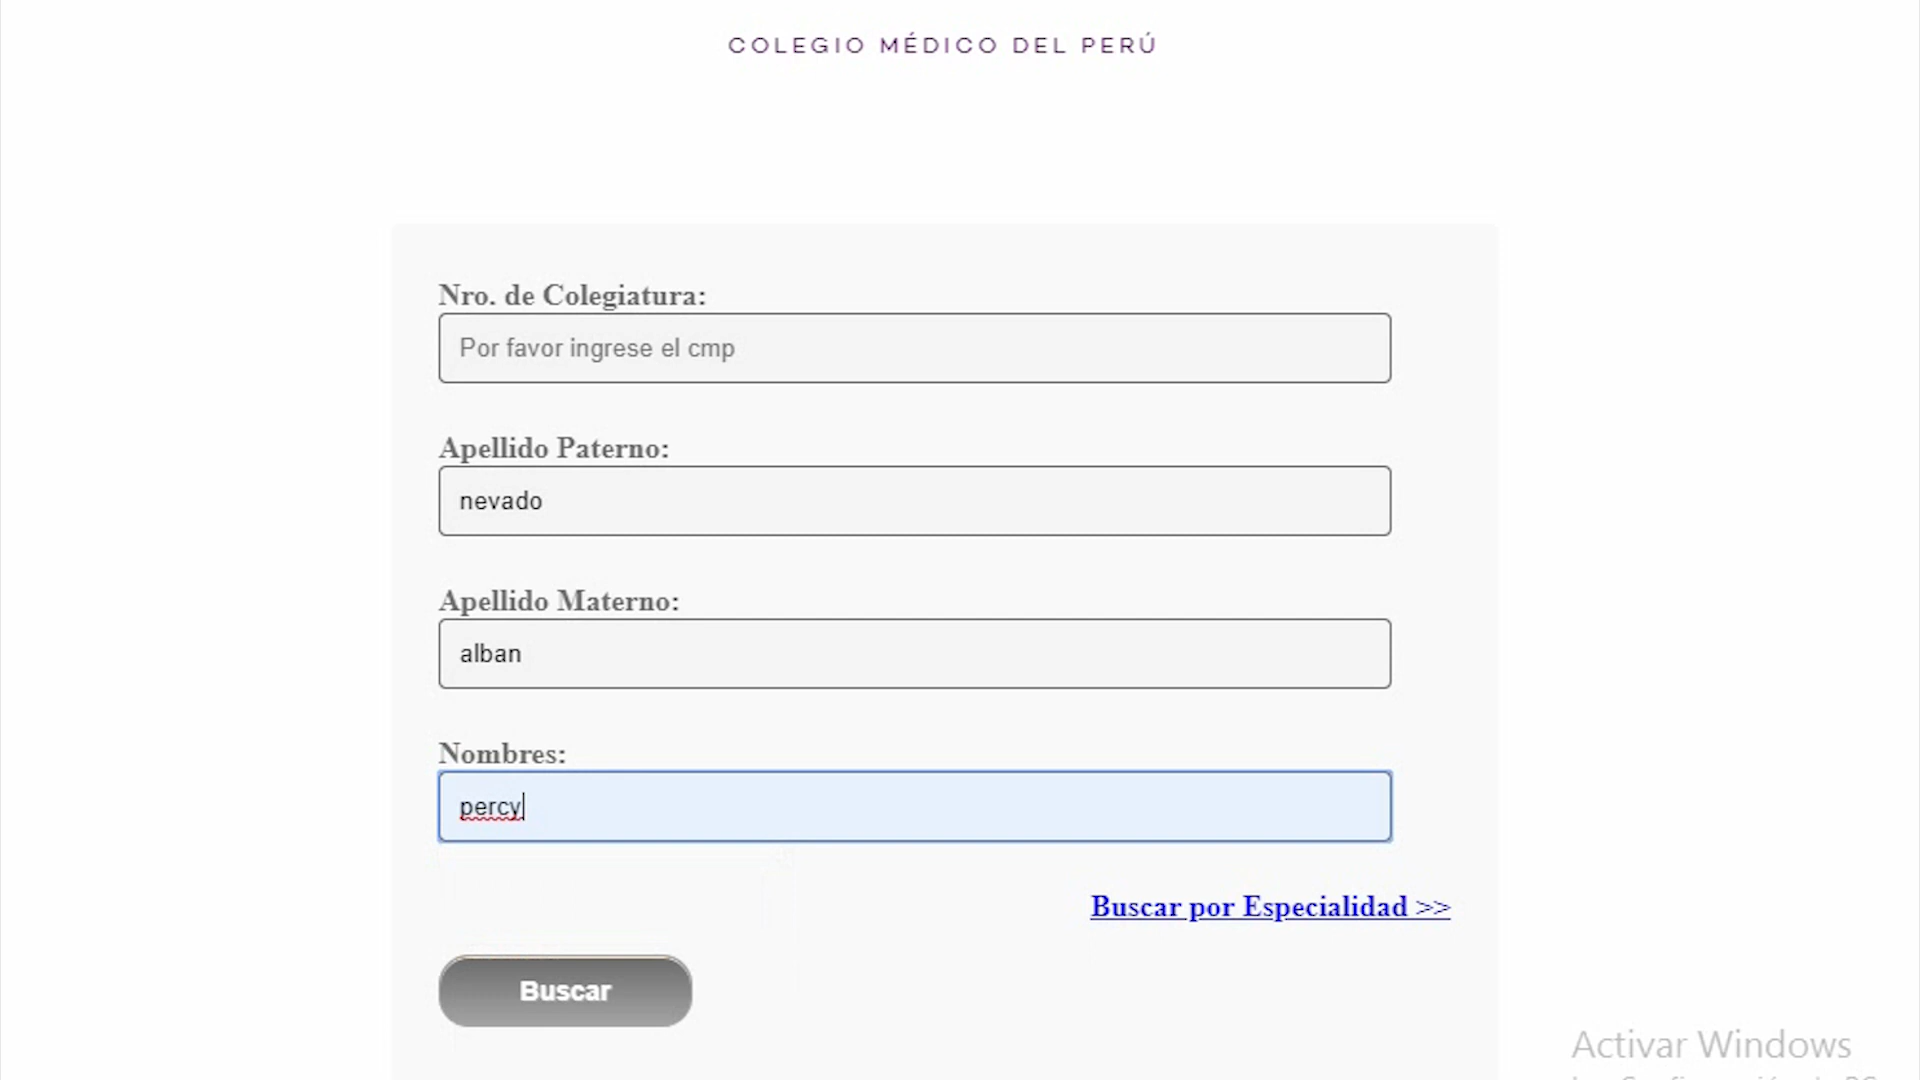 COLEGIO MÉDICO DEL PERÚ
Nro. de Colegiatura:
Por favor ingrese el cmp
Apellido Paterno:
nevado
Apellido Materno:
alban
Nombres:
percy
Buscar por Especialidad >>
Buscar
Activar Windows